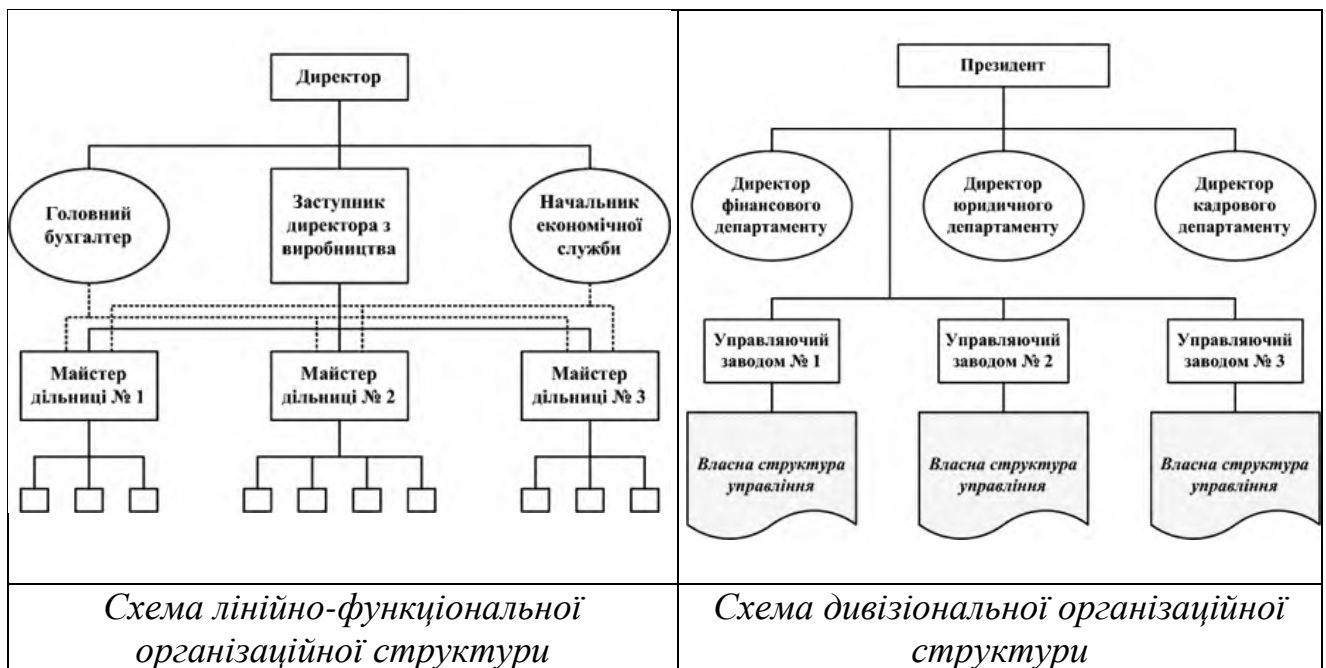 Директор
Головний
бухгалтер
Заступник
директора з
виробництва
Начальник
економічної
служби
Майстер
дільниці № 1
Майстер
дільниці № 2
Майстер
дільниці № 3
Схема лінійно-функціональної
організаційної структури
Президент
Директор
фінансового
департаменту
Директор
юридичного
департаменту
Директор
кадрового
департаменту
Управляючий
заводом № 1
Управляючий
заводом № 2
Управляючий
заводом № 3
Власна структура
управління
Власна структура
управління
Власна структура
управління
Схема дивізіональної організаційної
структури